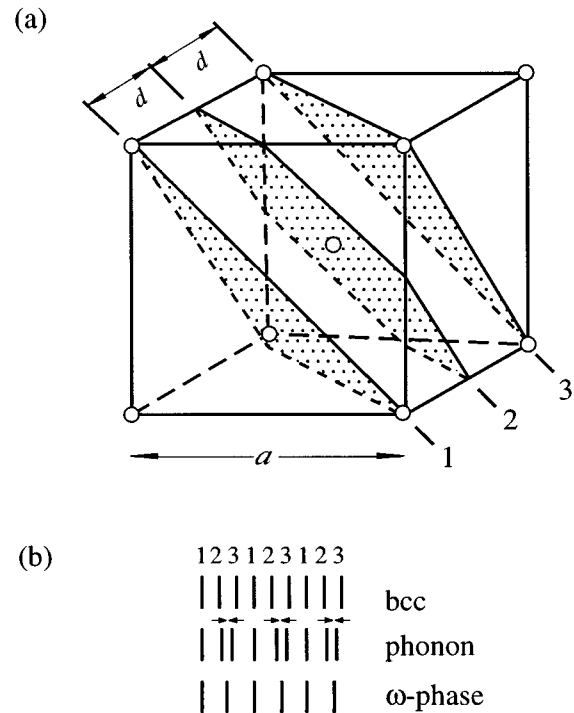 (a)
d
d
a
1
2
3
(b)
1 2 3 1 2 3 1 2 3
bcc
phonon
ω-phase